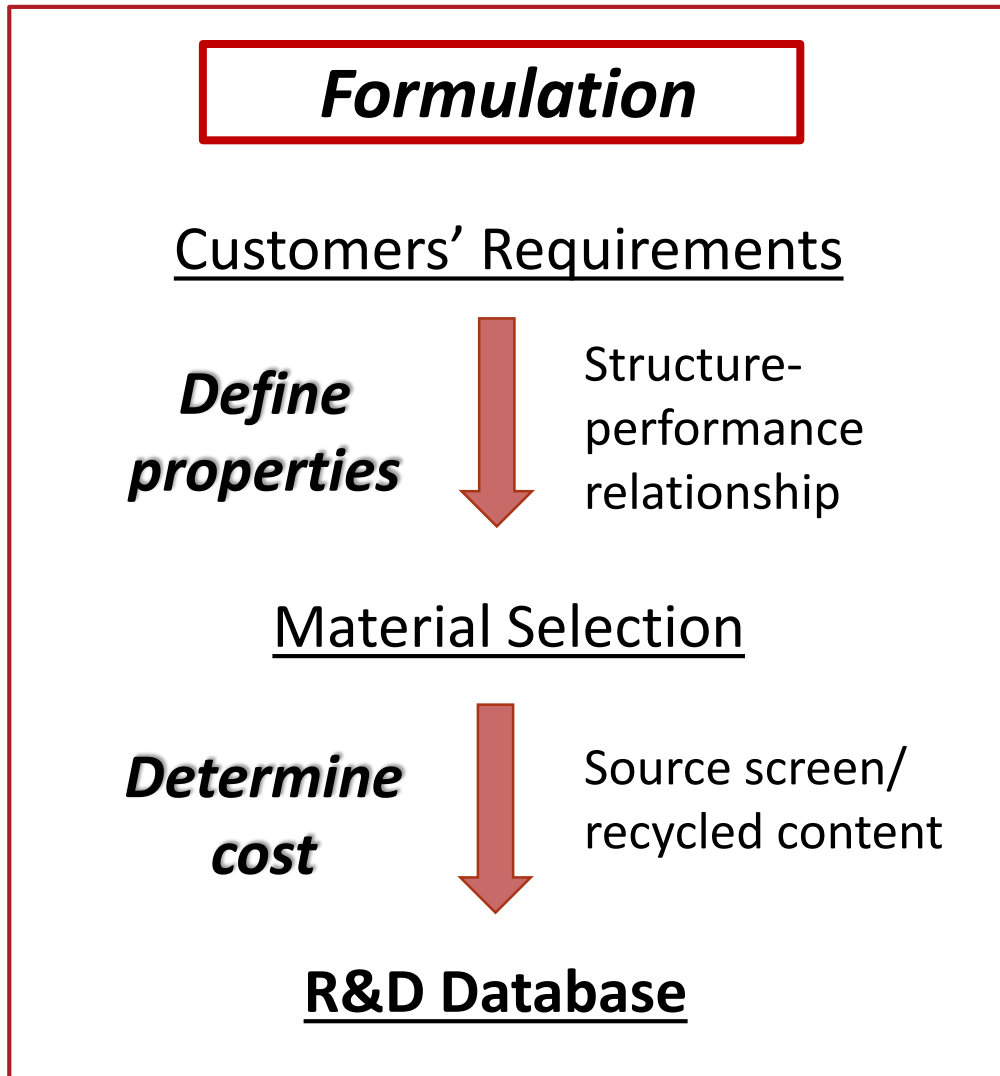 Formulation
Customers’ Requirements
Define
properties
Structure-
performance
relationship
Material Selection
Determine
cost
Source screen/
recycled content
R&D Database